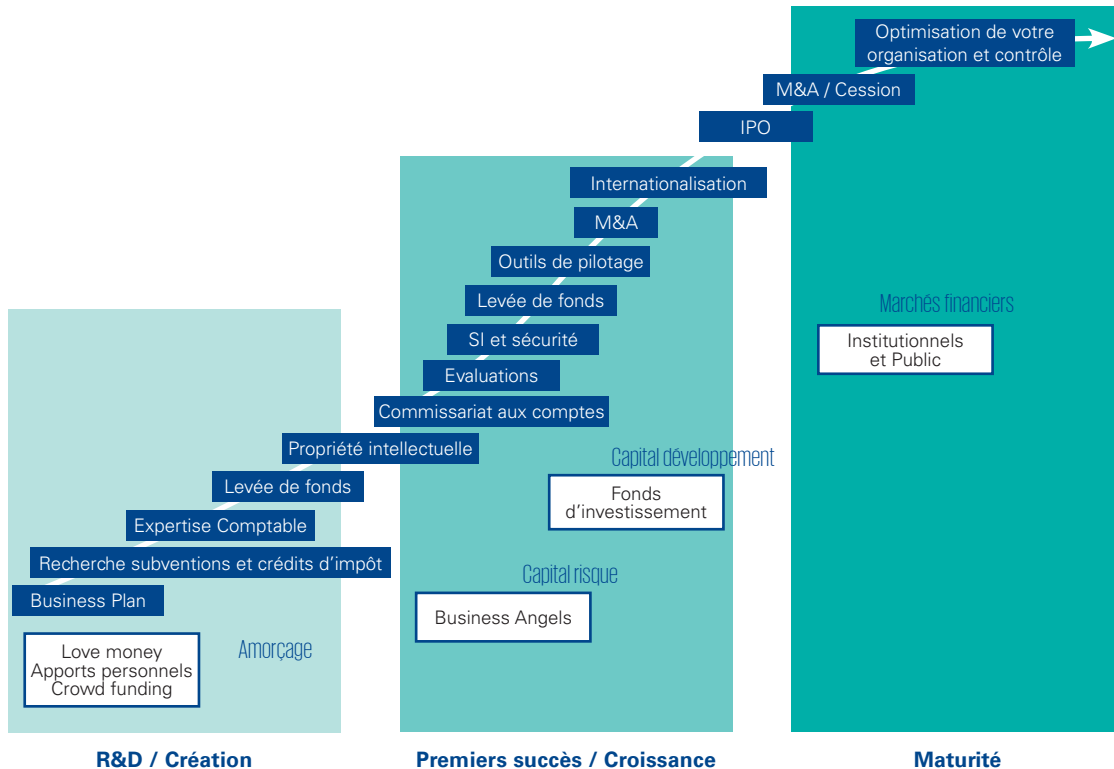 Optimisation de votre
organisation et contrôle
M&A / Cession
IPO
Internationalisation
M&A
Outils de pilotage
Levée de fonds
SI et sécurité
Evaluations
Commissariat aux comptes
Propriété intellectuelle
Levée de fonds
Expertise Comptable
Recherche subventions et crédits d'impôt
Business Plan
Love money
Apports personnels
Crowd funding
Amorçage
Capital risque
Business Angels
Capital développement
Fonds
d'investissement
Marchés financiers
Institutionnels
et Public
R&D / Création
Premiers succès / Croissance
Maturité